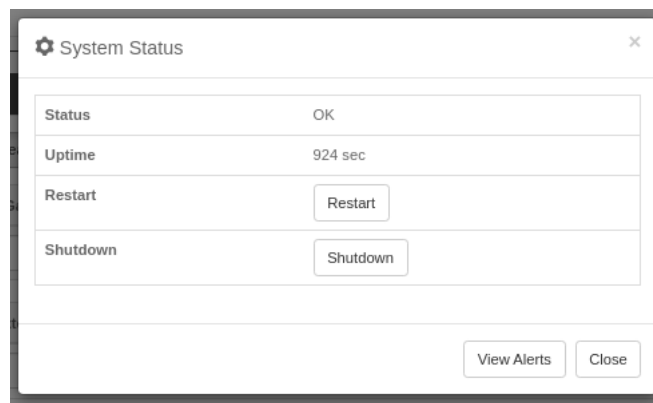 System Status
×
Status OK
Uptime 924 sec
Restart Restart
Shutdown Shutdown
View Alerts Close